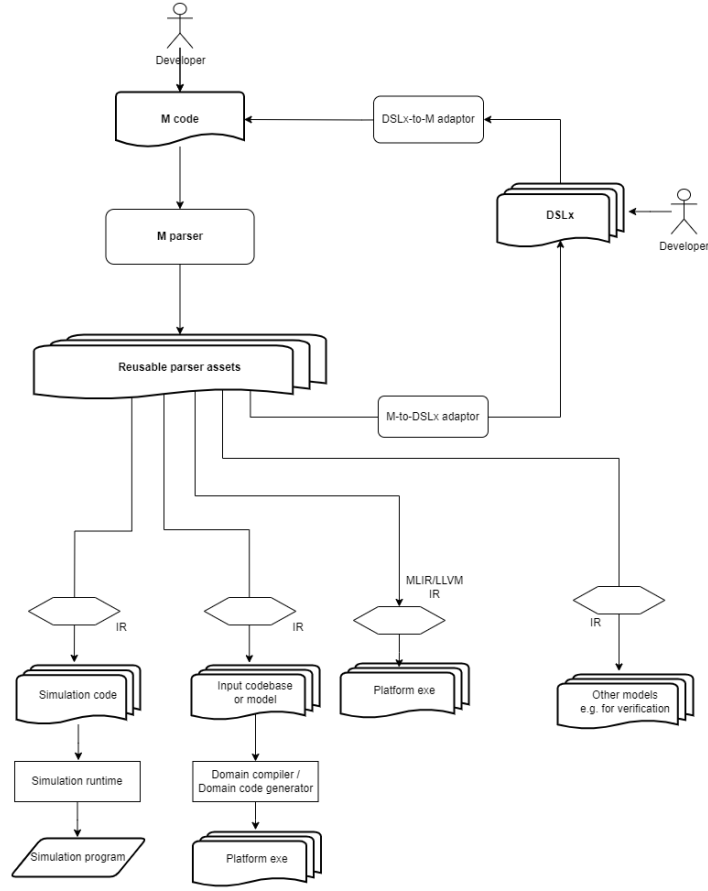 Developer
M code
DSLx-to-M adaptor
DSLx
Developer
M parser
Reusable parser assets
M-to-DSLx adaptor
MLIR/LLVM
IR
IR
IR
IR
Simulation code
Input codebase
or model
Platform exe
Other models
e.g. for verification
Simulation runtime
Domain compiler /
Domain code generator
Simulation program
Platform exe